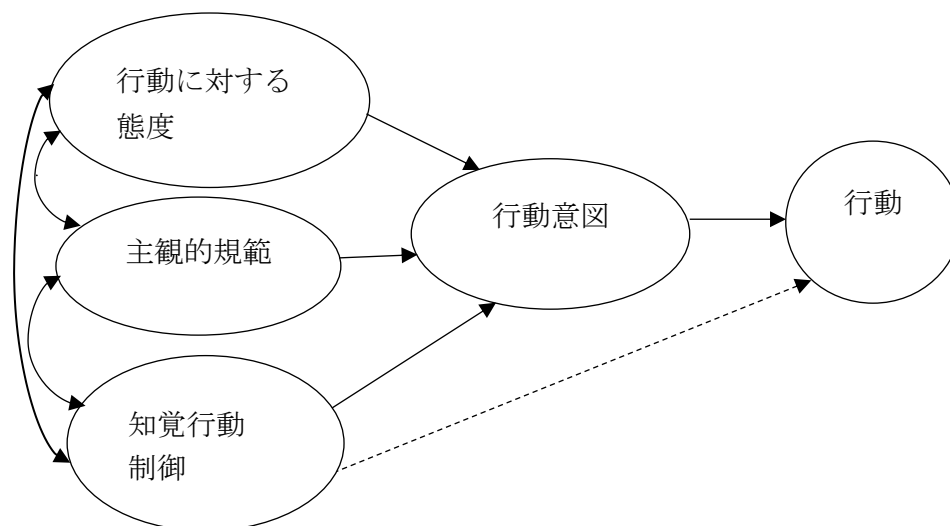 行動に対する
態度
主観的規範
知覚行動
制御
行動意図
行動